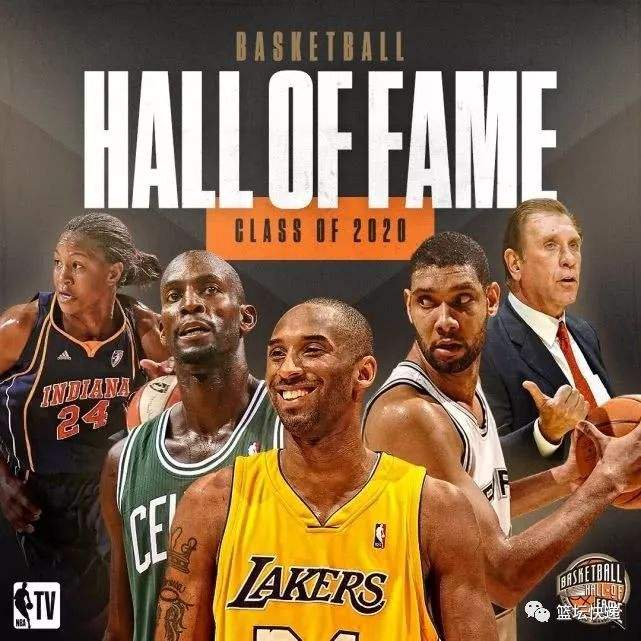 BASKETBALL
HALL OF FAME
CLASS OF 2020
INDIANA
24
CEL
LAKERS
NBA TV
BASKETBALL
HALL·OF
FAME
篮坛快递